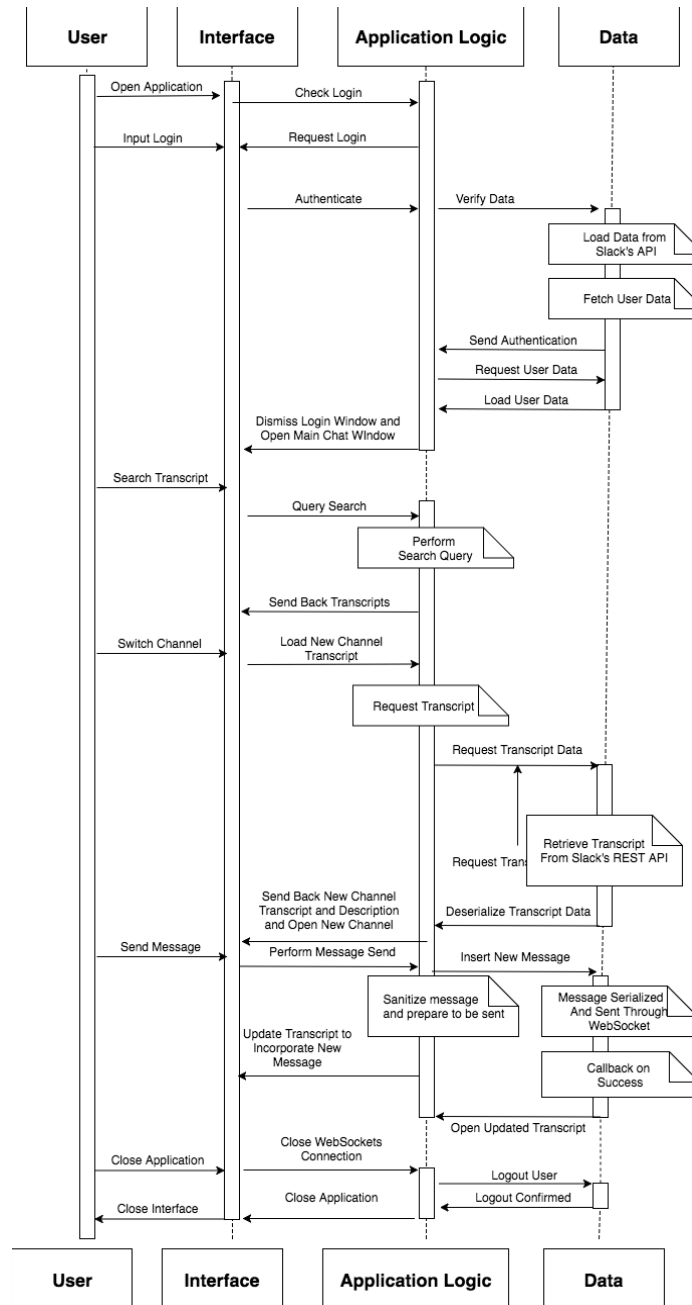 User
Interface
Application Logic
Data
Open Application
Check Login
Input Login
Request Login
Authenticate
Verify Data
Load Data from
Slack's API
Fetch User Data
Send Authentication
Request User Data
Load User Data
Dismiss Login Window and
Open Main Chat WIndow
Search Transcript
Query Search
Perform
Search Query
Send Back Transcripts
Switch Channel
Load New Channel
Transcript
Request Transcript
Request Transcript Data
Retrieve Transcript
From Slack's REST API
Request
Send Back New Channel
Transcript and Description
and Open New Channel
Deserialize Transcript Data
Send Message
Perform Message Send
Insert New Message
Sanitize message
and prepare to be sent
Message Serialized
And Sent Through
WebSocket
Update Transcript to
Incorporate New
Message
Callback on
Success
Open Updated Transcript
Close Application
Close WebSockets
Connection
Logout User
Logout Confirmed
Close Application
Close Interface
User
Interface
Application Logic
Data